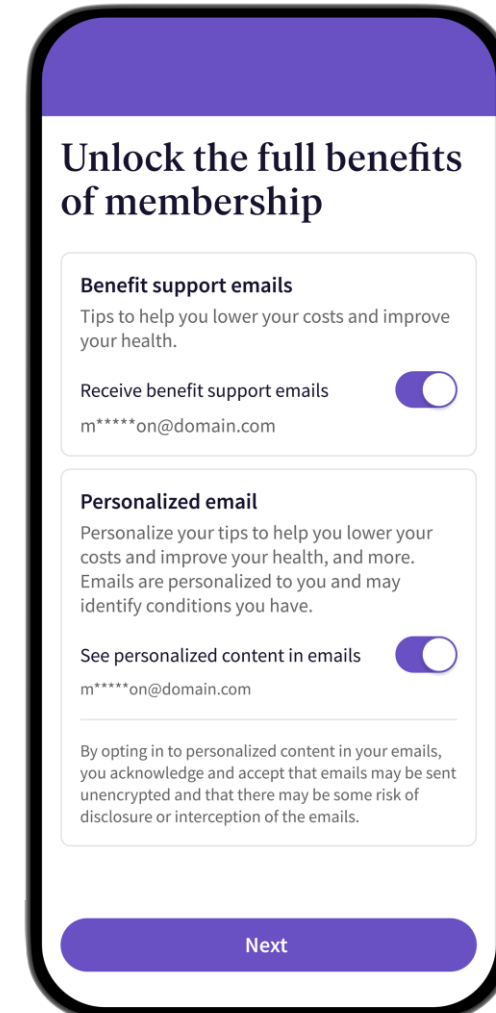 Unlock the full benefits
of membership
Benefit support emails
Tips to help you lower your costs and improve
your health.
Receive benefit support emails
m*****on@domain.com
Personalized email
Personalize your tips to help you lower your
costs and improve your health, and more.
Emails are personalized to you and may
identify conditions you have.
See personalized content in emails
m*****on@domain.com
By opting in to personalized content in your emails,
you acknowledge and accept that emails may be sent
unencrypted and that there may be some risk of
disclosure or interception of the emails.
Next